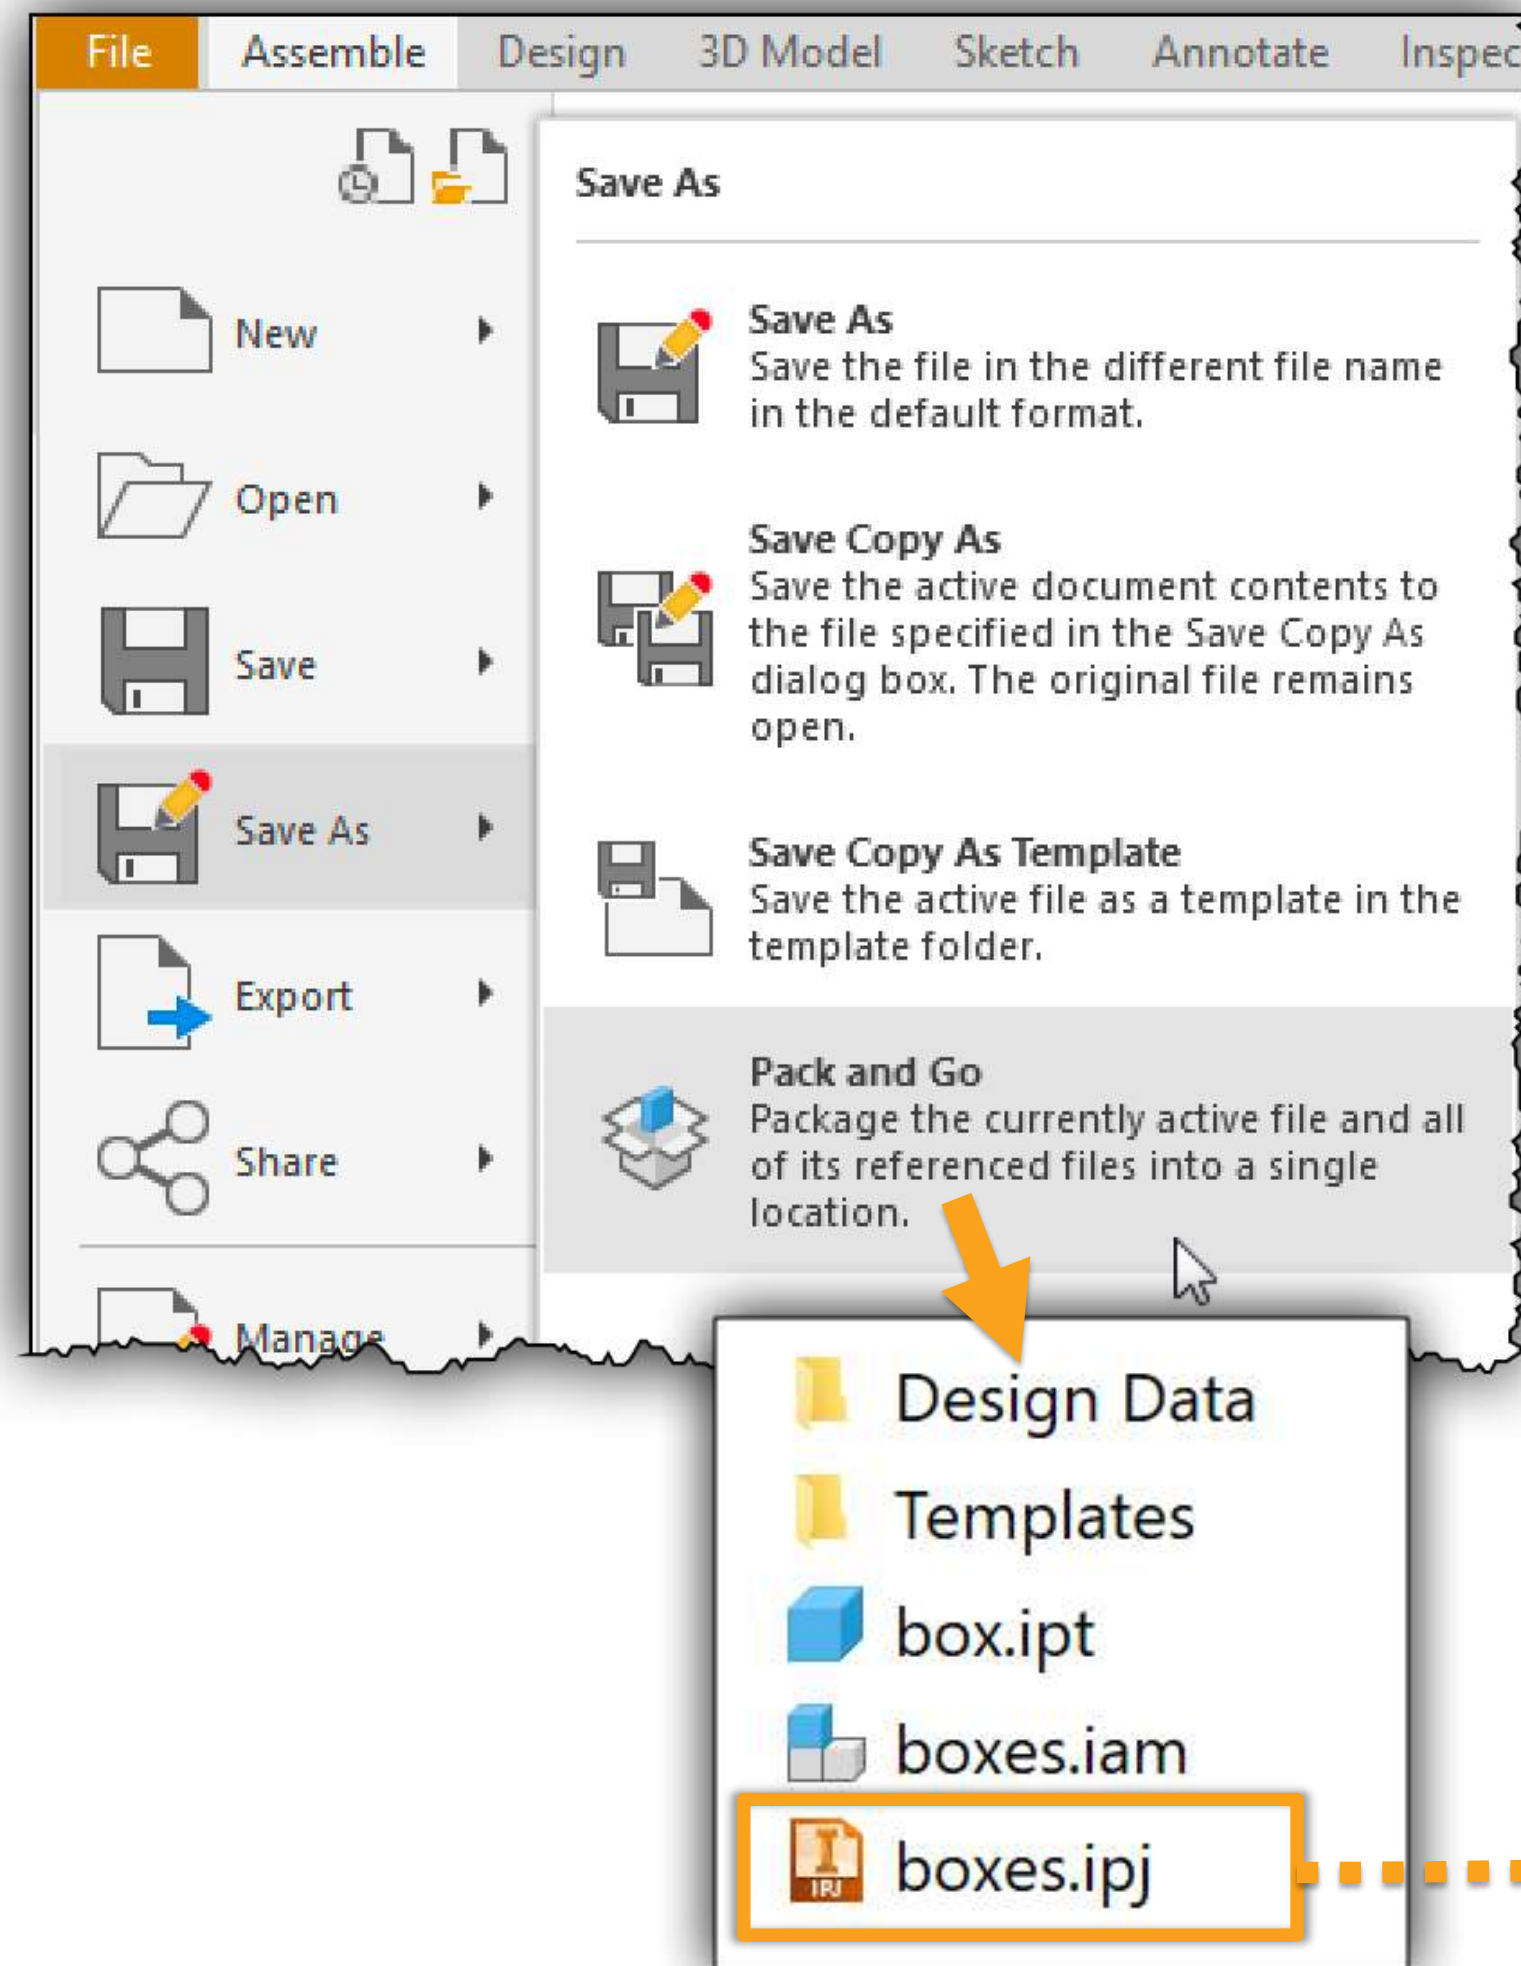 File Assemble Design 3D Model Sketch Annotate Inspec
Save As
New
Open
Save
Save As
Export
Share
Manage
Save As
Save the file in the different file name
in the default format.
Save Copy As
Save the active document contents to
the file specified in the Save Copy As
dialog box. The original file remains
open.
Save Copy As Template
Save the active file as a template in the
template folder.
Pack and Go
Package the currently active file and all
of its referenced files into a single
location.
Design Data
Templates
box.ipt
boxes.iam
IPJ
boxes.ipj